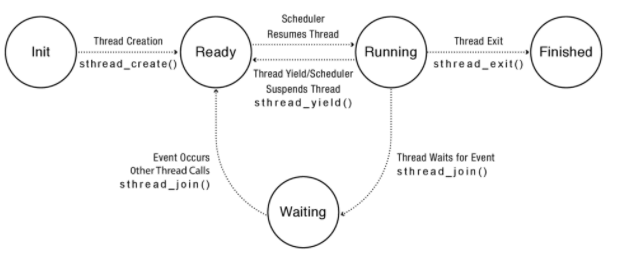 Init
Thread Creation
sthread_create()
Ready
Scheduler
Resumes Thread
Thread Yield/Scheduler
Suspends Thread
sthread_yield()
Running
Thread Exit
sthread_exit()
Finished
Event Occurs
Other Thread Calls
sthread_join()
Thread Waits for Event
sthread_join()
Waiting